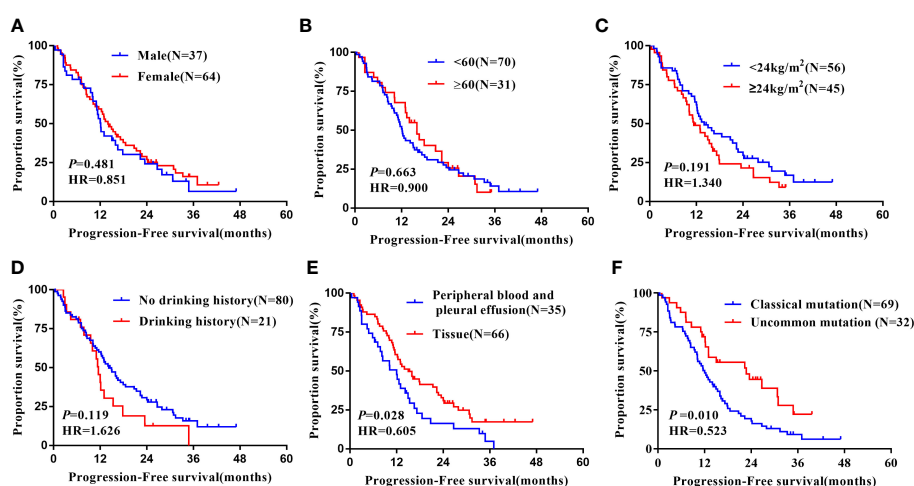 A
Proportion survival(%)
100
75
50
25
0
Male(N=37)
Female(N=64)
P=0.481
HR=0.851
0 12 24 36 48 60
Progression-Free survival(months)
B
Proportion survival(%)
100
75
50
25
0
<60(N=70)
≥60(N=31)
P=0.663
HR=0.900
0 12 24 36 48 60
Progression-Free survival(months)
C
Proportion survival(%)
100
75
50
25
0
<24kg/m²(N=56)
≥24kg/m²(N=45)
P=0.191
HR=1.340
0 12 24 36 48 60
Progression-Free survival(months)
D
Proportion survival(%)
100
75
50
25
0
No drinking history(N=80)
Drinking history(N=21)
P=0.119
HR=1.626
0 12 24 36 48 60
Progression-Free survival(months)
E
Proportion survival(%)
100
75
50
25
0
Peripheral blood and
pleural effusion(N=35)
Tissue(N=66)
P=0.028
HR=0.605
0 12 24 36 48 60
Progression-Free survival(months)
F
Proportion survival(%)
100
75
50
25
0
Classical mutation(N=69)
Uncommon mutation (N=32)
P=0.010
HR=0.523
0 12 24 36 48 60
Progression-Free survival(months)